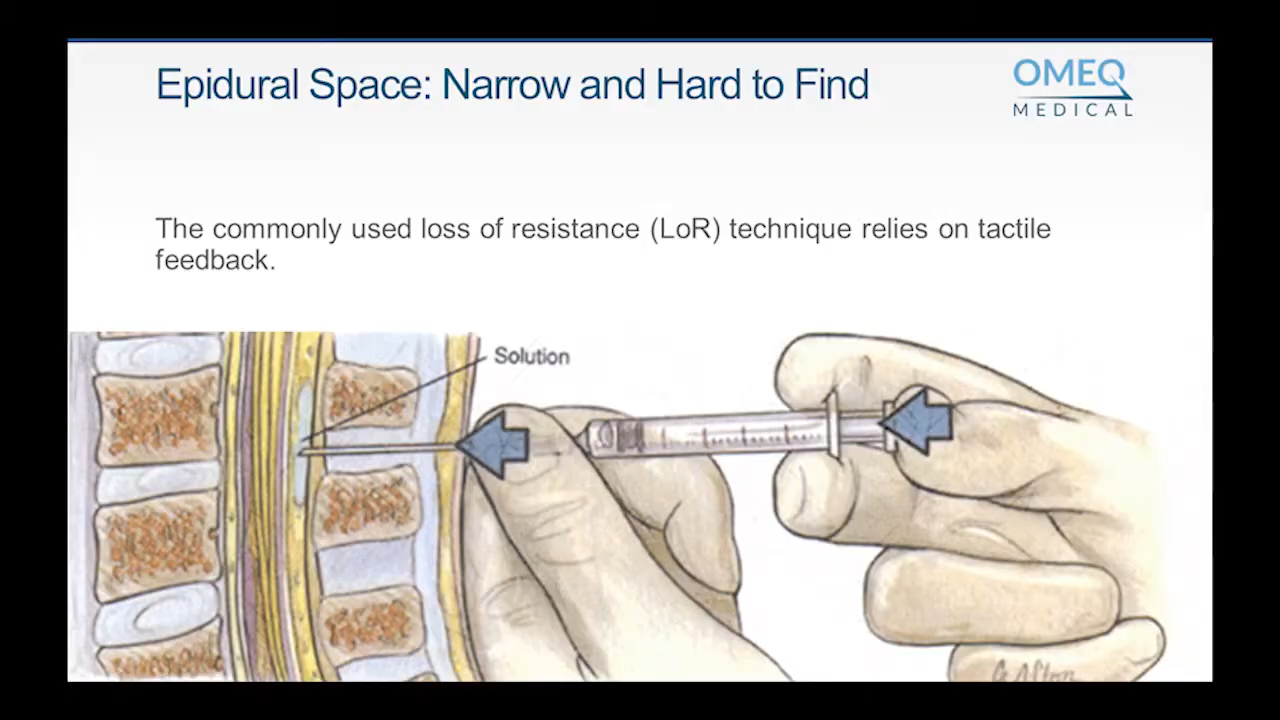 Epidural Space: Narrow and Hard to Find
OMEQ
MEDICAL
The commonly used loss of resistance (LoR) technique relies on tactile
feedback.
Solution